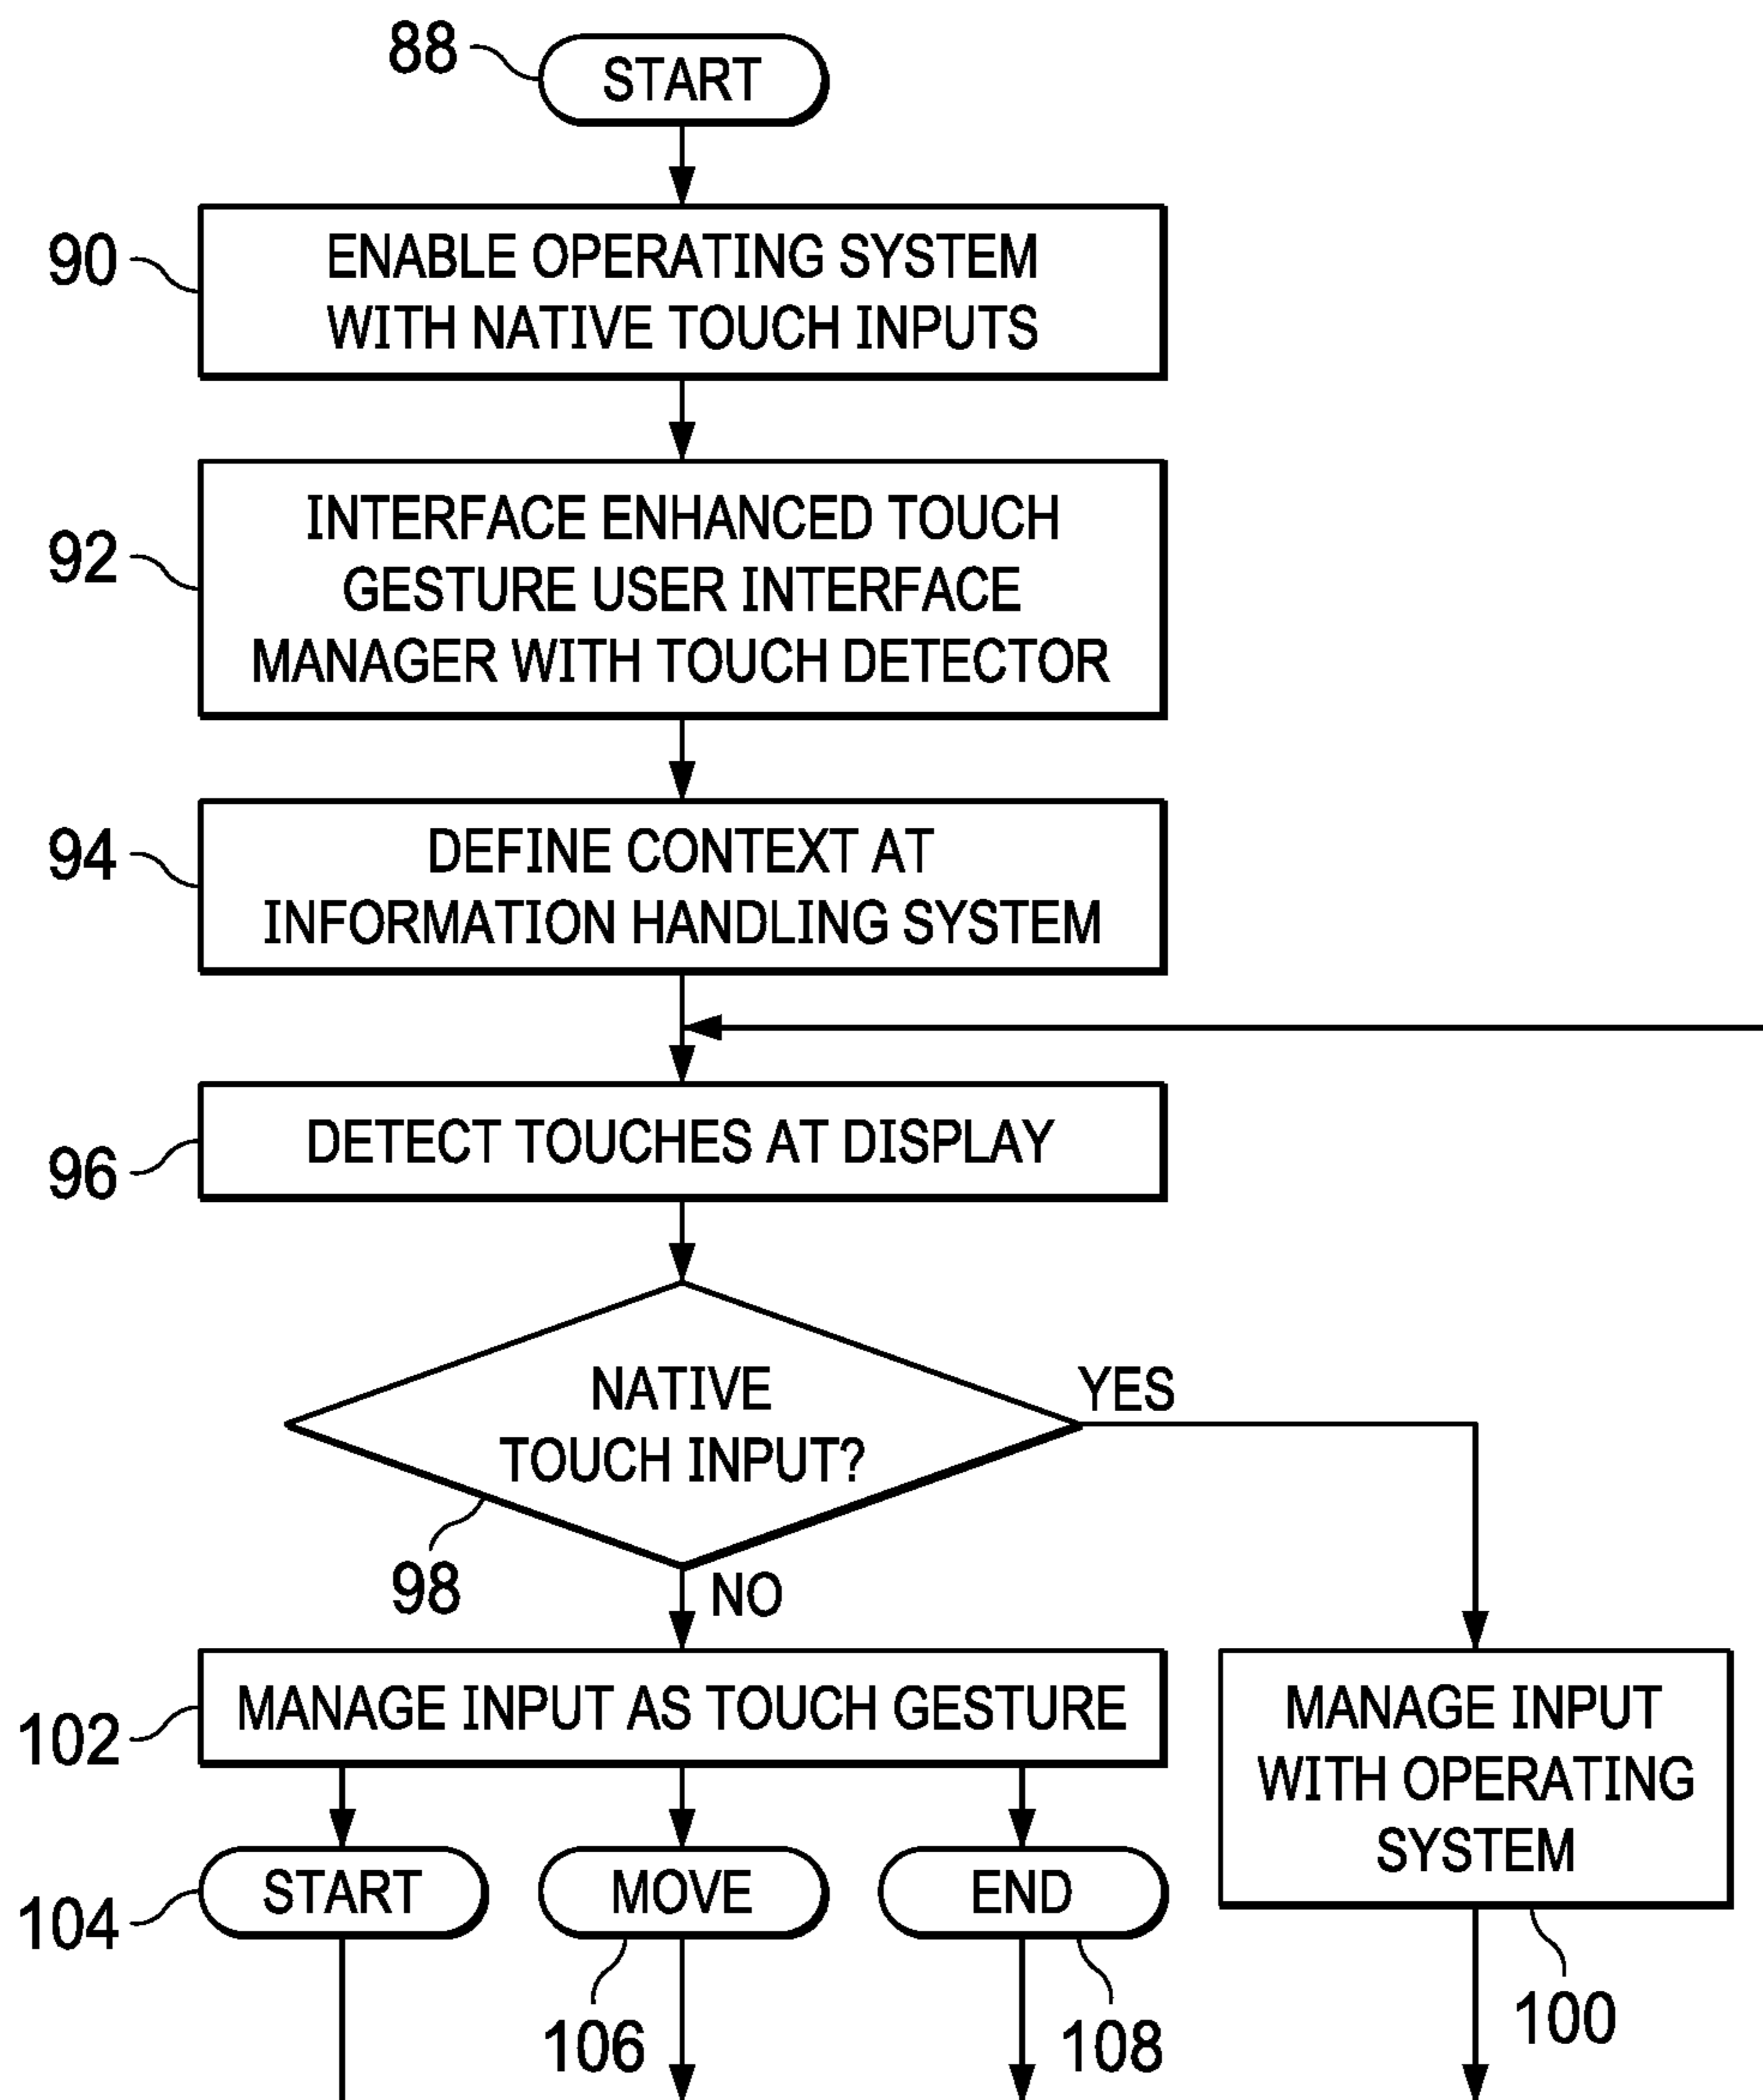 88
START
90
ENABLE OPERATING SYSTEM
WITH NATIVE TOUCH INPUTS
92
INTERFACE ENHANCED TOUCH
GESTURE USER INTERFACE
MANAGER WITH TOUCH DETECTOR
94
DEFINE CONTEXT AT
INFORMATION HANDLING SYSTEM
96
DETECT TOUCHES AT DISPLAY
NATIVE
TOUCH INPUT?
YES
98
NO
102
MANAGE INPUT AS TOUCH GESTURE
MANAGE INPUT
WITH OPERATING
SYSTEM
104
START
MOVE
END
106
108
100